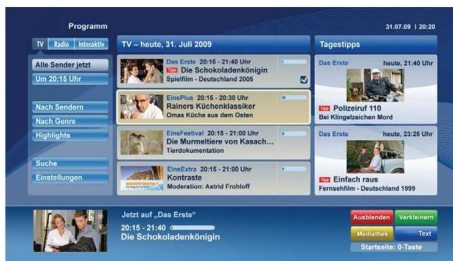 Programm
31.07.09 | 20:20
TV Radio Interaktiv
Alle Sender jetzt
Um 20:15 Uhr
Nach Sendern
Nach Genre
Highlights
Suche
Einstellungen
TV – heute, 31. Juli 2009
Das Erste 20:15 - 21:40 Uhr
Tipp Die Schokoladenkönigin
Spielfilm - Deutschland 2005
EinsPlus 20:15 - 20:30 Uhr
Rainers Küchenklassiker
Omas Küche aus dem Osten
EinsFestival 20:15 - 21:00 Uhr
Die Murmeltiere von Kasach...
Tierdokumentation
EinsExtra 20:15 - 21:00 Uhr
Kontraste
Moderation: Astrid Frohloff
Tagestipps
Das Erste heute, 21:40 Uhr
Tipp Polizeiruf 110
Bei Klingelzeichen Mord
Das Erste heute, 23:25 Uhr
Tipp Einfach raus
Fernsehfilm - Deutschland 1999
Jetzt auf „Das Erste“
20:15 - 21:40
Die Schokoladenkönigin
Ausblenden Verkleinern
Mediathek Text
Startseite: 0-Taste